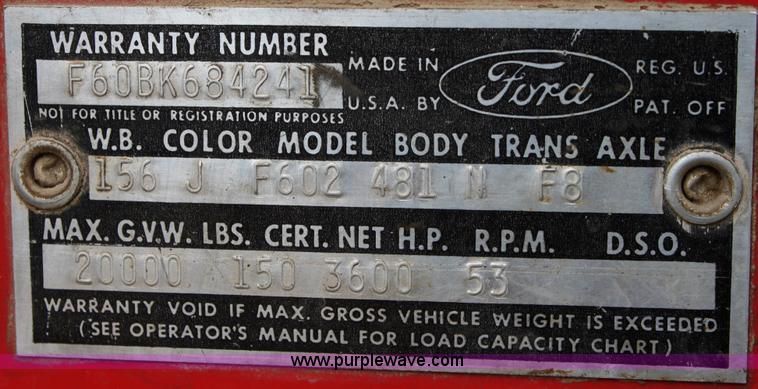 WARRANTY NUMBER
F60BK684241
MADE IN
U.S.A. BY
Ford
REG. U.S.
PAT. OFF
NOT FOR TITLE OR REGISTRATION PURPOSES
W.B. COLOR MODEL BODY TRANS AXLE
156 J F602 481 N F8
MAX. G.V.W. LBS. CERT. NET H.P. R.P.M. D.S.O.
20000 150 3600 53
WARRANTY VOID IF MAX. GROSS VEHICLE WEIGHT IS EXCEEDED
(SEE OPERATOR'S MANUAL FOR LOAD CAPACITY CHART)
www.purplewave.com